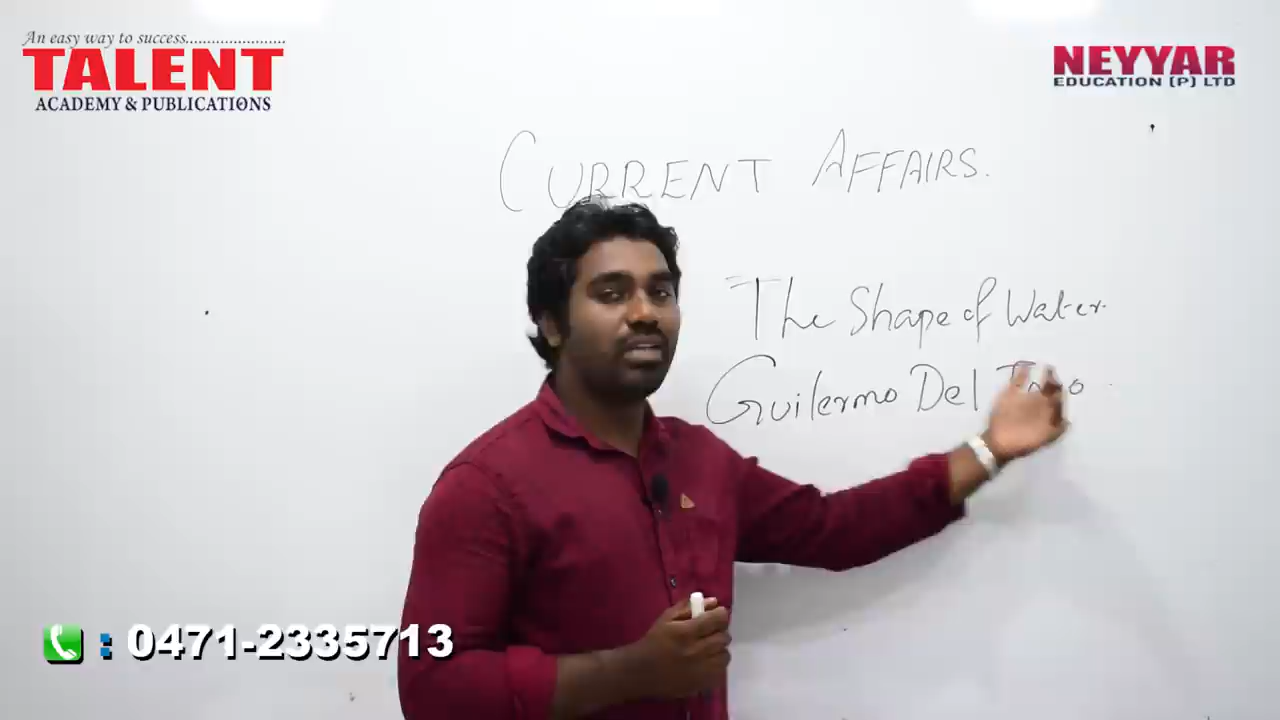 An easy way to success........................
TALENT
ACADEMY & PUBLICATIONS
NEYYAR
EDUCATION (P) LTD
CURRENT AFFAIRS.
The Shape of Water
Guilermo Del
: 0471-2335713